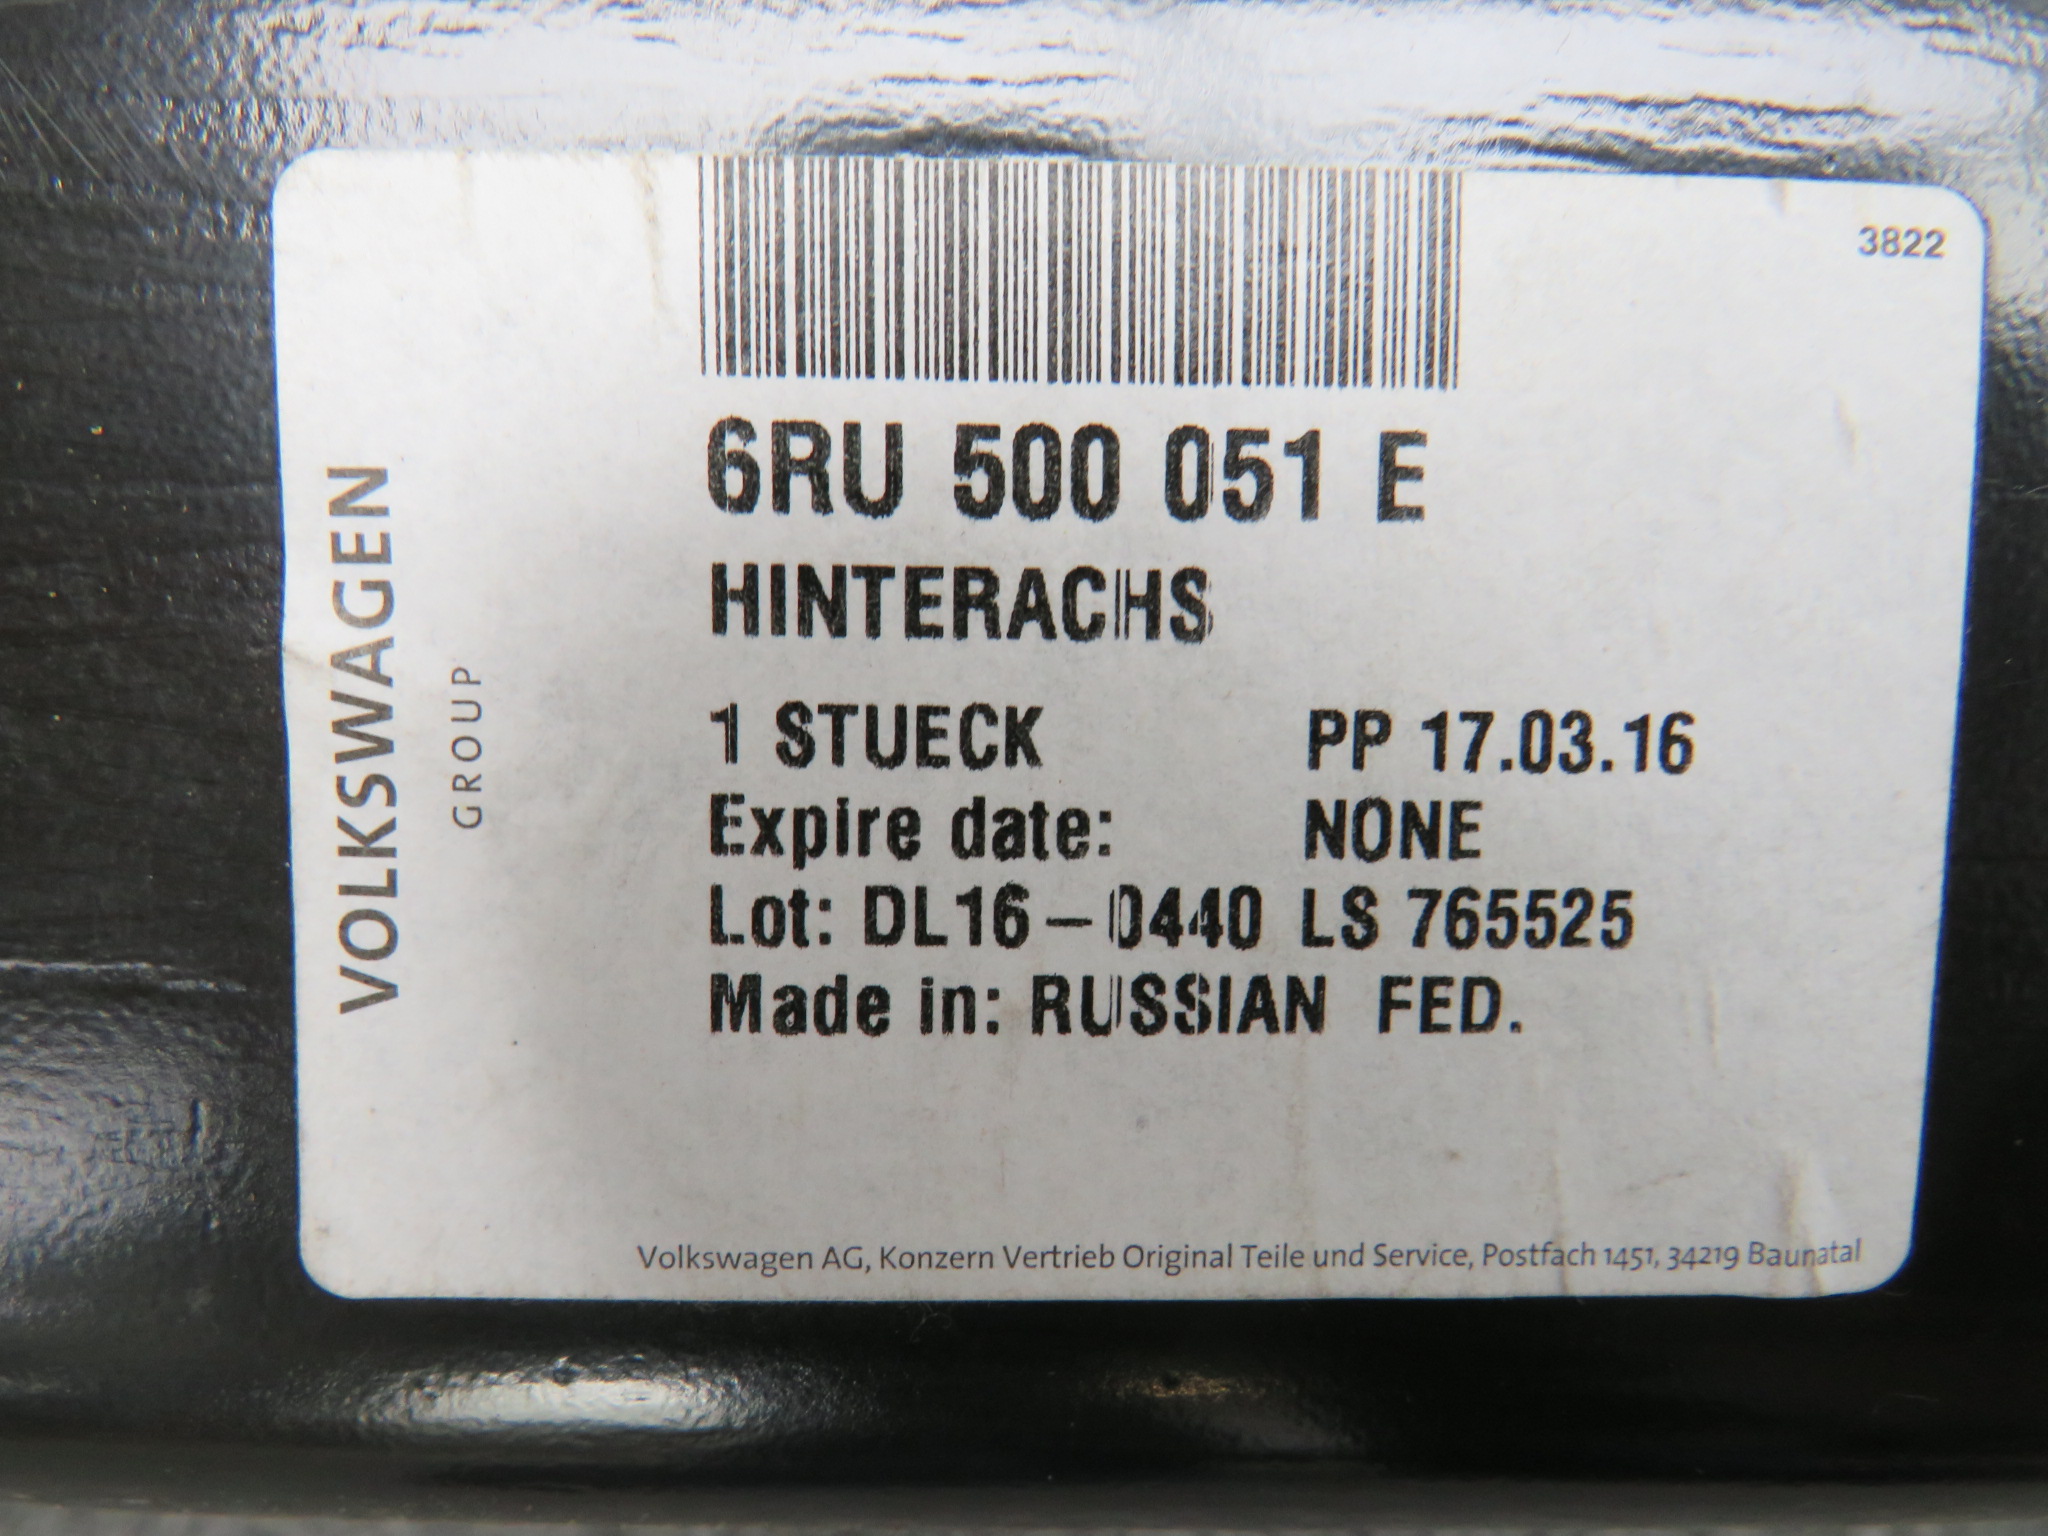 3822
6RU 500 051 E
HINTERACHS
1 STUECK PP 17.03.16
Expire date: NONE
Lot: DL16-0440 LS 765525
Made in: RUSSIAN FED.
VOLKSWAGEN
GROUP
Volkswagen AG, Konzern Vertrieb Original Teile und Service, Postfach 1451, 34219 Baunatal